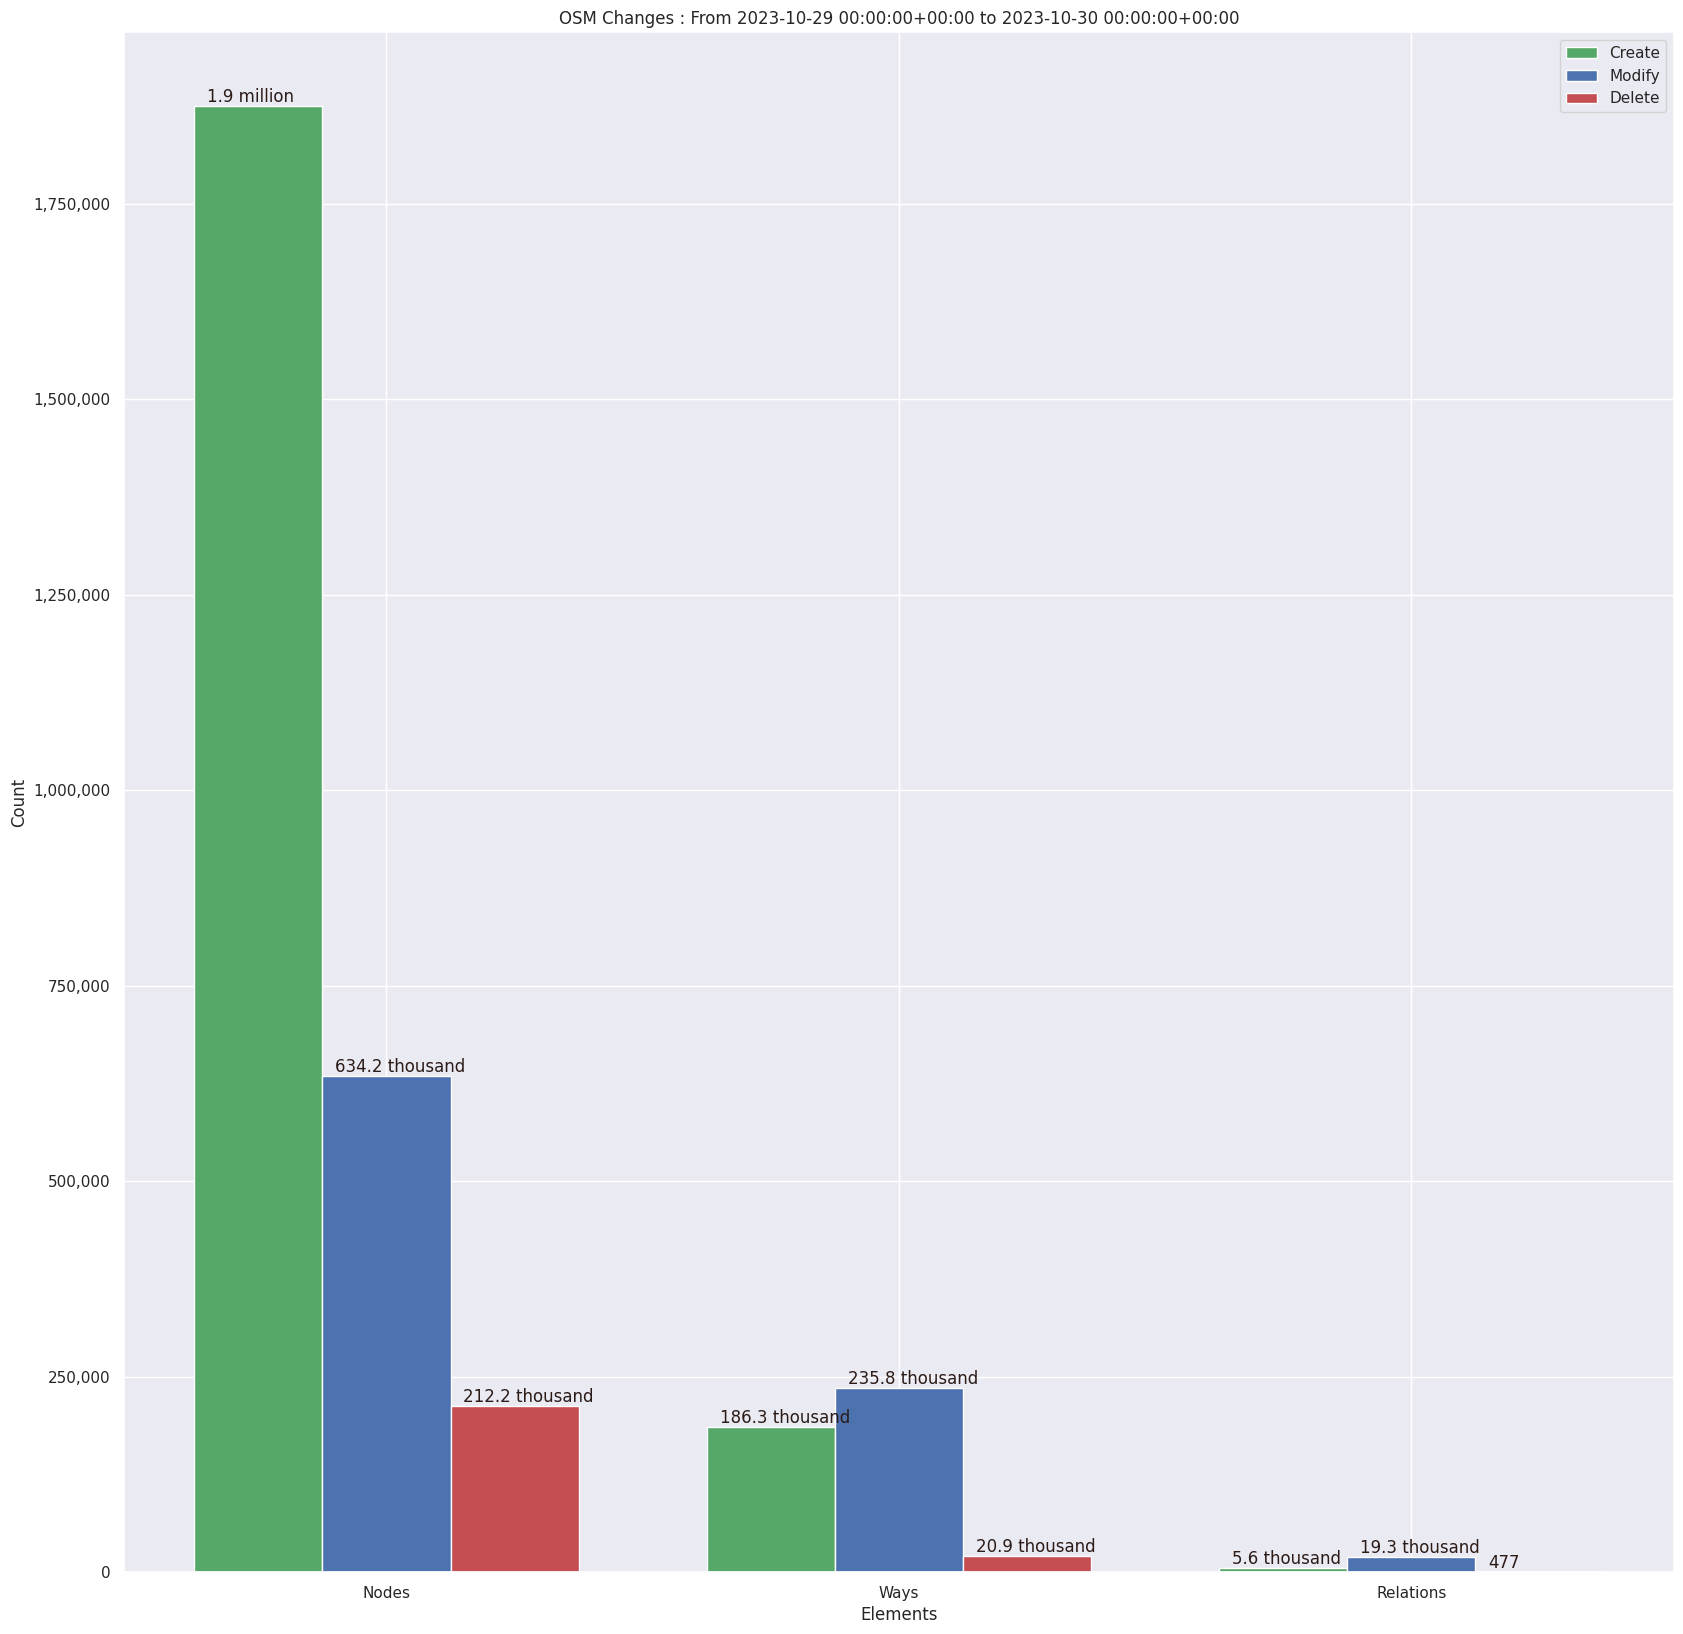 OSM Changes : From 2023-10-29 00:00:00+00:00 to 2023-10-30 00:00:00+00:00
Create
Modify
Delete
1.9 million
634.2 thousand
212.2 thousand
186.3 thousand
235.8 thousand
20.9 thousand
5.6 thousand
19.3 thousand
477
1,750,000
1,500,000
1,250,000
1,000,000
750,000
500,000
250,000
0
Count
Nodes
Ways
Relations
Elements